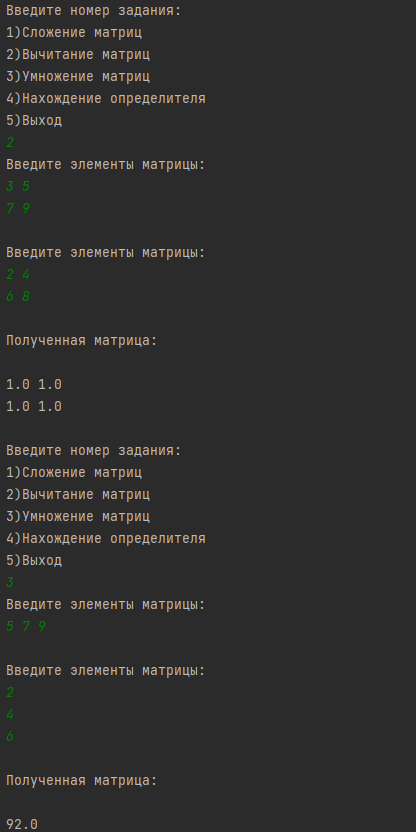 Введите номер задания:
1)Сложение матриц
2)Вычитание матриц
3)Умножение матриц
4)Нахождение определителя
5)Выход
2
Введите элементы матрицы:
3 5
7 9
Введите элементы матрицы:
2 4
6 8
Полученная матрица:
1.0 1.0
1.0 1.0
Введите номер задания:
1)Сложение матриц
2)Вычитание матриц
3)Умножение матриц
4)Нахождение определителя
5)Выход
3
Введите элементы матрицы:
5 7 9
Введите элементы матрицы:
2
4
6
Полученная матрица:
92.0